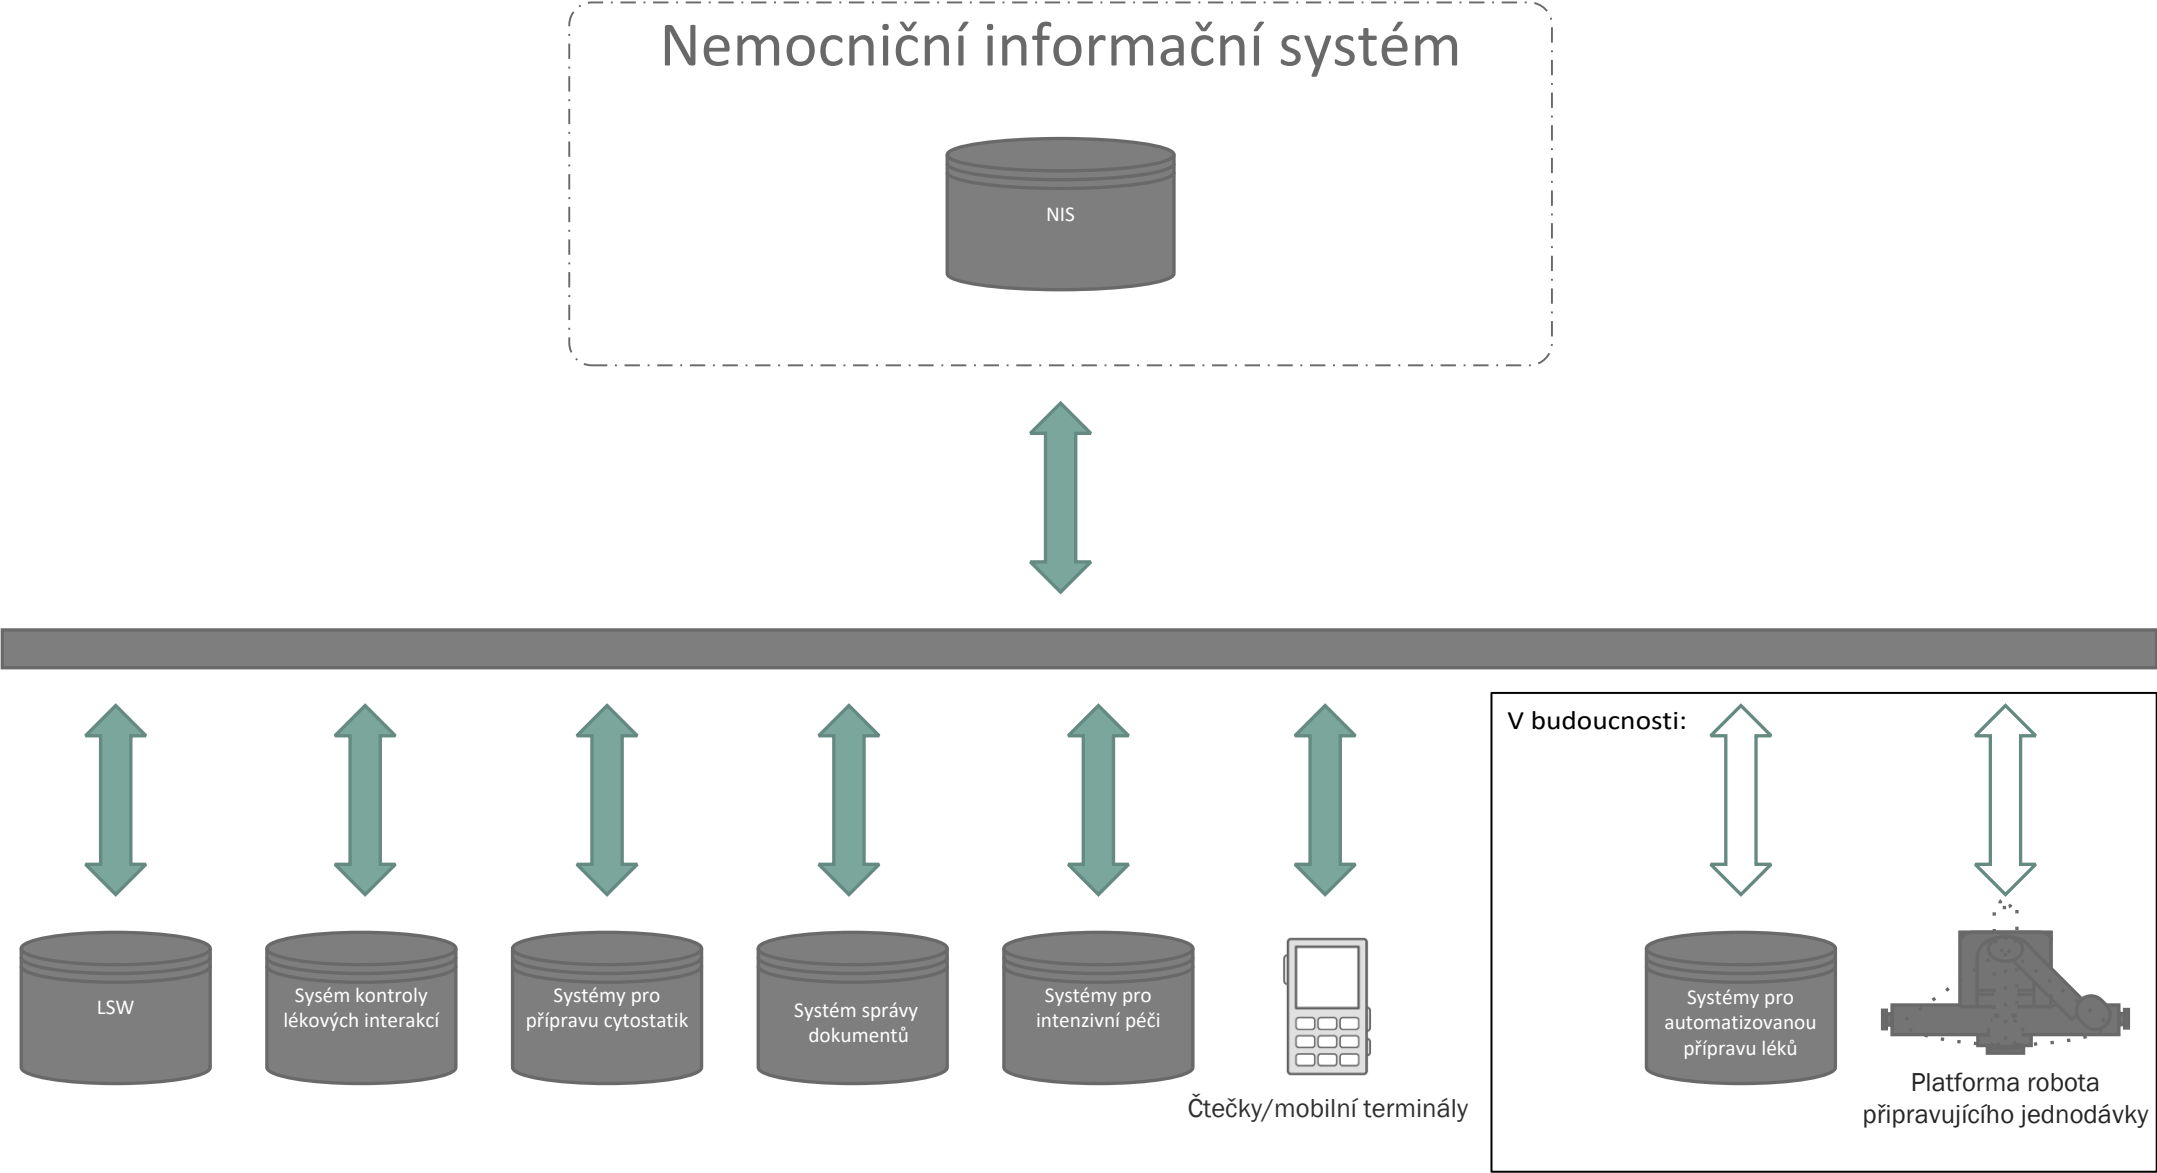 Nemocniční informační systém
NIS
V budoucnosti:
LSW
Sysém kontroly
lékových interakcí
Systémy pro
přípravu cytostatik
Systém správy
dokumentů
Systémy pro
intenzivní péči
Čtečky/mobilní terminály
Systémy pro
automatizovanou
přípravu léků
Platforma robota
připravujícího jednodávky